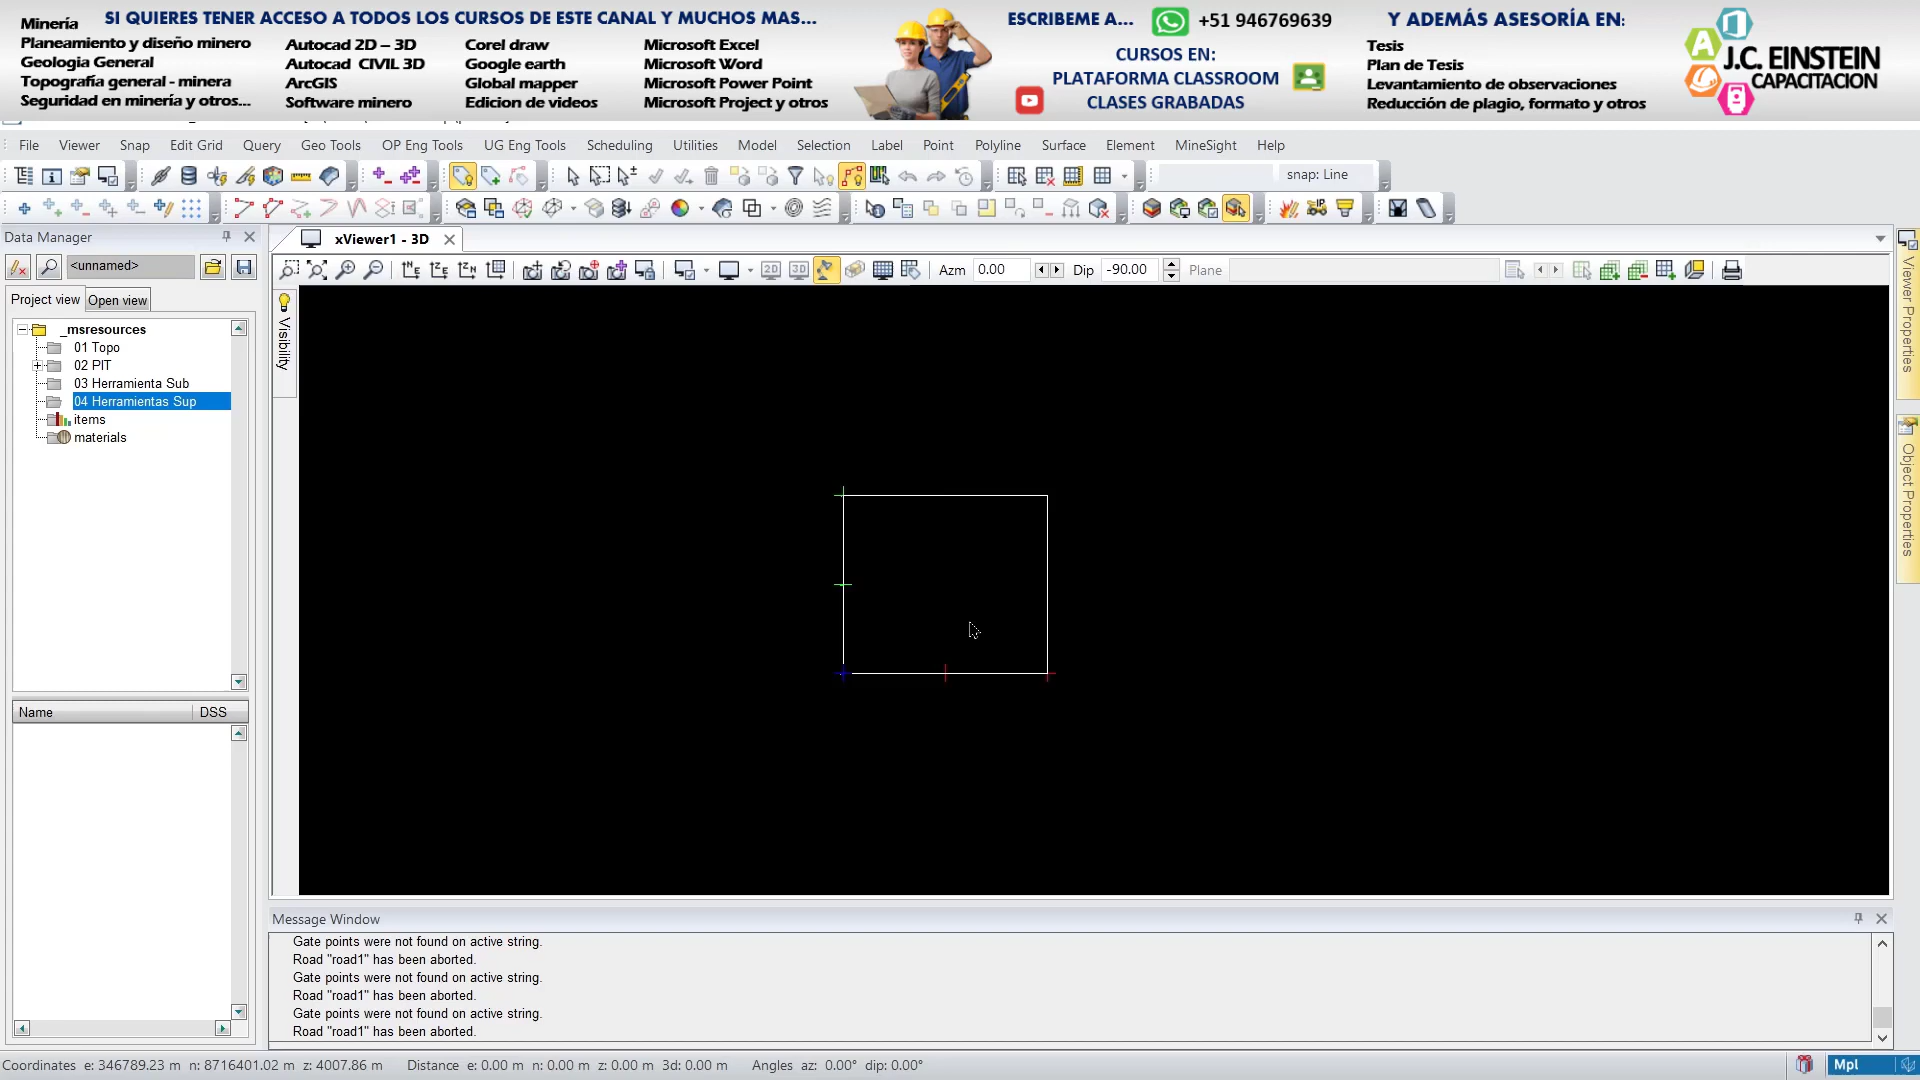 SI QUIERES TENER ACCESO A TODOS LOS CURSOS DE ESTE CANAL Y MUCHOS MAS...
Minería
Planeamiento y diseño minero
Geologia General
Topografía general - minera
Seguridad en minería y otros...
Autocad 2D – 3D
Autocad CIVIL 3D
ArcGIS
Software minero
Corel draw
Google earth
Global mapper
Edicion de videos
Microsoft Excel
Microsoft Word
Microsoft Power Point
Microsoft Project y otros
ESCRIBEME A... +51 946769639
CURSOS EN:
PLATAFORMA CLASSROOM
CLASES GRABADAS
Y ADEMÁS ASESORÍA EN:
Tesis
Plan de Tesis
Levantamiento de observaciones
Reducción de plagio, formato y otros
J.C. EINSTEIN
CAPACITACION
File Viewer Setup Edit Grid Query Geo Tools OP Eng Tools UG Eng Tools Scheduling Utilities Model Selection Label Point Polyline Surface Element MineSight Help
snap: Line
Data Manager
xViewer1 - 3D
<unnamed>
2D 3D Azm 0.00 Dip -90.00 Plane
Project view Open view
Visibility
_msresources
01 Topo
02 PIT
03 Herramienta Sub
04 Herramientas Sup
items
materials
Name DSS
Viewer Properties
Object Properties
Message Window
Gate points were not found on active string.
Road "road1" has been aborted.
Gate points were not found on active string.
Road "road1" has been aborted.
Gate points were not found on active string.
Road "road1" has been aborted.
Coordinates e: 346789.23 m n: 8716401.02 m z: 4007.86 m Distance e: 0.00 m n: 0.00 m z: 0.00 m 3d: 0.00 m Angles az: 0.00° dip: 0.00°
Mpl